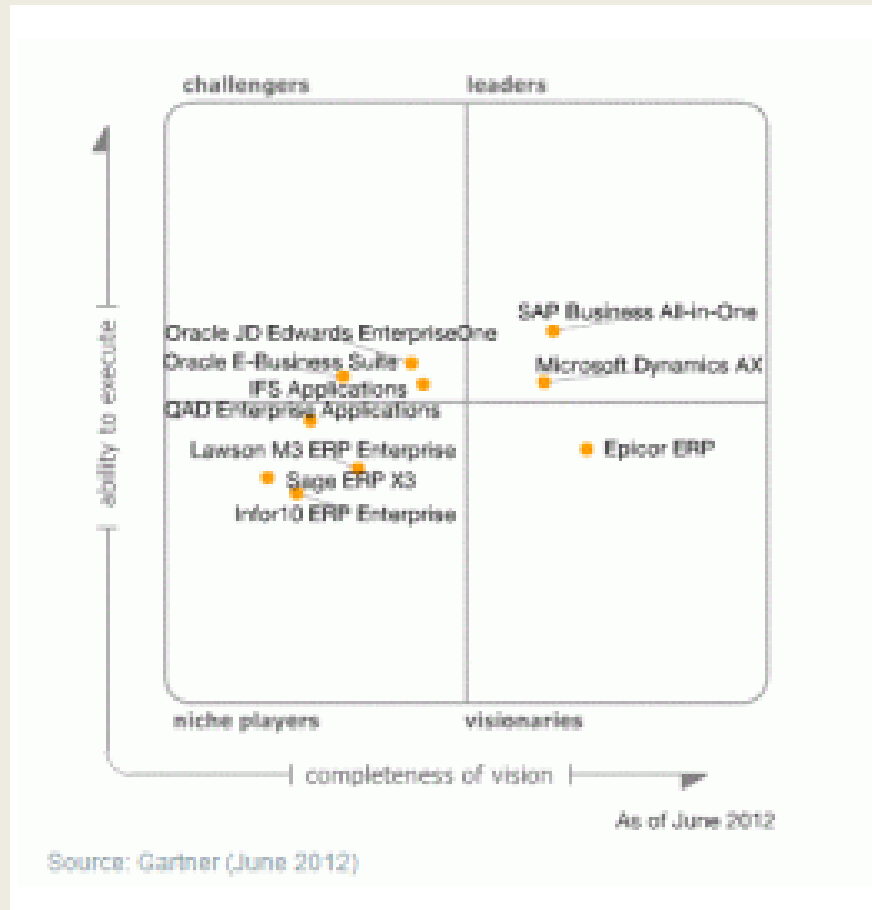 challengers
leaders
ability to execute
SAP Business All-in-One
Oracle JD Edwards EnterpriseOne
Oracle E-Business Suite
Microsoft Dynamics AX
IFS Applications
QAD Enterprise Applications
Lawson M3 ERP Enterprise
Epicor ERP
Sage ERP X3
Infor10 ERP Enterprise
niche players
visionaries
completeness of vision
As of June 2012
Source: Gartner (June 2012)